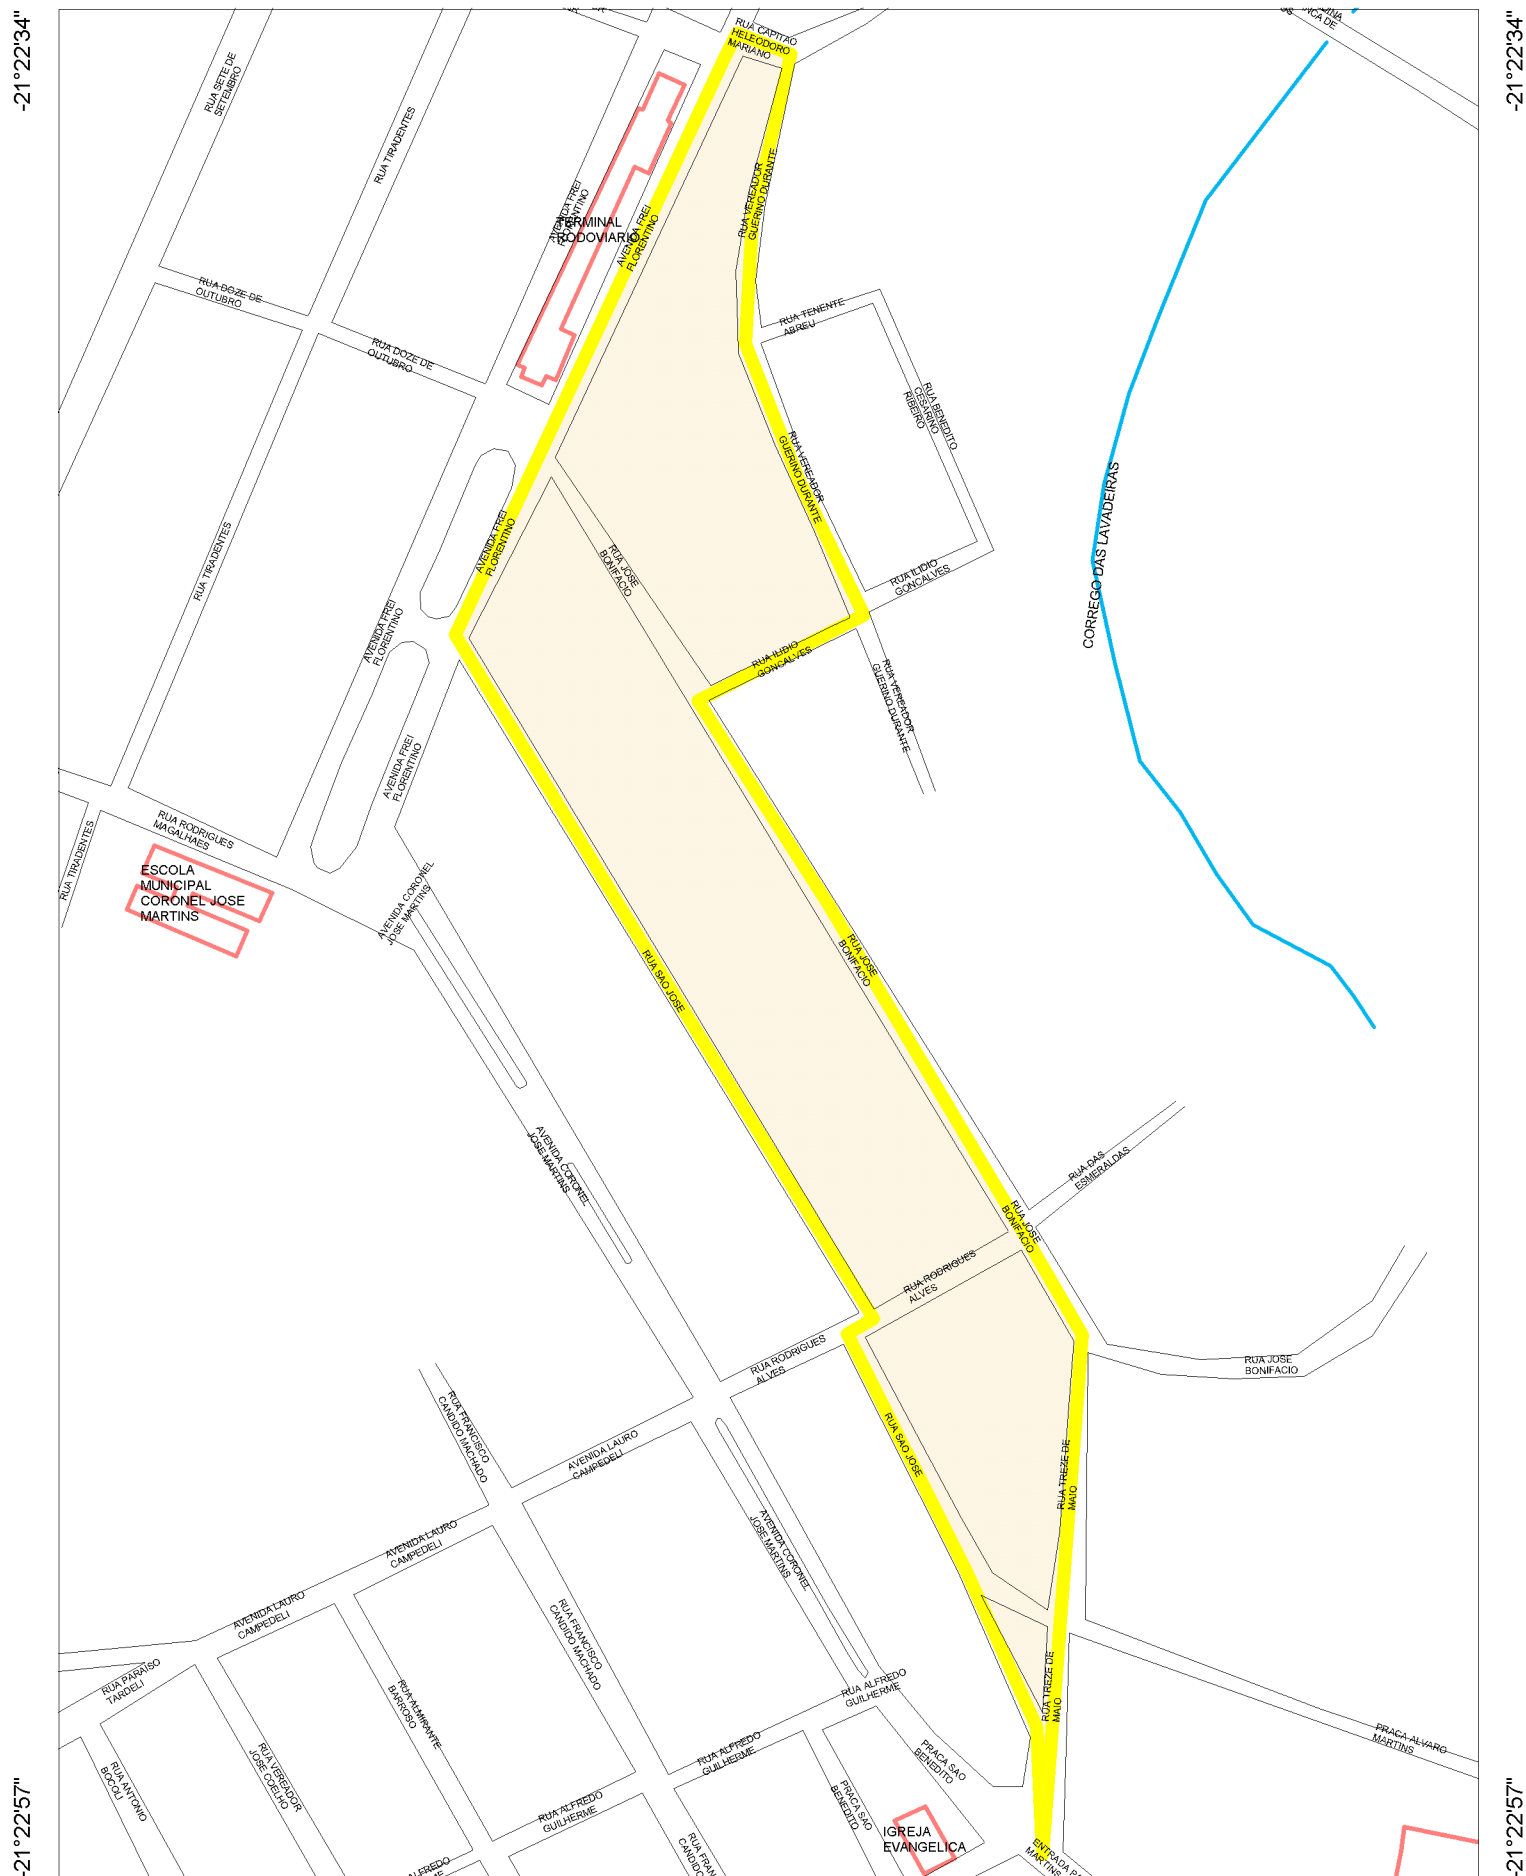 -21°22'34"
-21°22'34"
RUA CAPITAO
HELEODORO
MARIANO
RUA SETE DE
SETEMBRO
RUA TIRADENTES
AVENIDA FREI
FLORENTINO
TERMINAL
RODOVIARIO
AVENIDA FREI
FLORENTINO
RUA VEREADOR
GUERINO DURANTE
RUA DOZE DE
OUTUBRO
RUA DOZE DE
OUTUBRO
RUA TENENTE
ABREU
RUA BENEDITO
CESARINO
RIBEIRO
RUA VEREADOR
GUERINO DURANTE
CORREGO DAS LAVADEIRAS
AVENIDA FREI
FLORENTINO
RUA TIRADENTES
RUA JOSE
BONIFACIO
RUA ILIDIO
GONCALVES
AVENIDA FREI
FLORENTINO
RUA ILIDIO
GONCALVES
RUA VEREADOR
GUERINO DURANTE
AVENIDA FREI
FLORENTINO
RUA RODRIGUES
MAGALHAES
RUA TIRADENTES
ESCOLA
MUNICIPAL
CORONEL JOSE
MARTINS
AVENIDA CORONEL
JOSE MARTINS
RUA SAO JOSE
RUA JOSE
BONIFACIO
AVENIDA CORONEL
JOSE MARTINS
RUA DAS
ESMERALDAS
RUA JOSE
BONIFACIO
RUA RODRIGUES
ALVES
RUA RODRIGUES
ALVES
RUA JOSE
BONIFACIO
RUA FRANCISCO
CANDIDO MACHADO
AVENIDA LAURO
CAMPEDELI
RUA SAO JOSE
RUA TREZE DE
MAIO
AVENIDA CORONEL
JOSE MARTINS
AVENIDA LAURO
CAMPEDELI
AVENIDA LAURO
CAMPEDELI
RUA FRANCISCO
CANDIDO MACHADO
RUA PARAISO
TARDELI
RUA ALMIRANTE
BARROSO
RUA ALFREDO
GUILHERME
RUA TREZE DE
MAIO
PRACA ALVARO
MARTINS
RUA ANTONIO
BOCOLI
RUA VEREADOR
JOSE COELHO
RUA ALFREDO
GUILHERME
PRACA SAO
BENEDITO
RUA ALFREDO
GUILHERME
PRACA SAO
BENEDITO
IGREJA
EVANGELICA
-21°22'57"
-21°22'57"